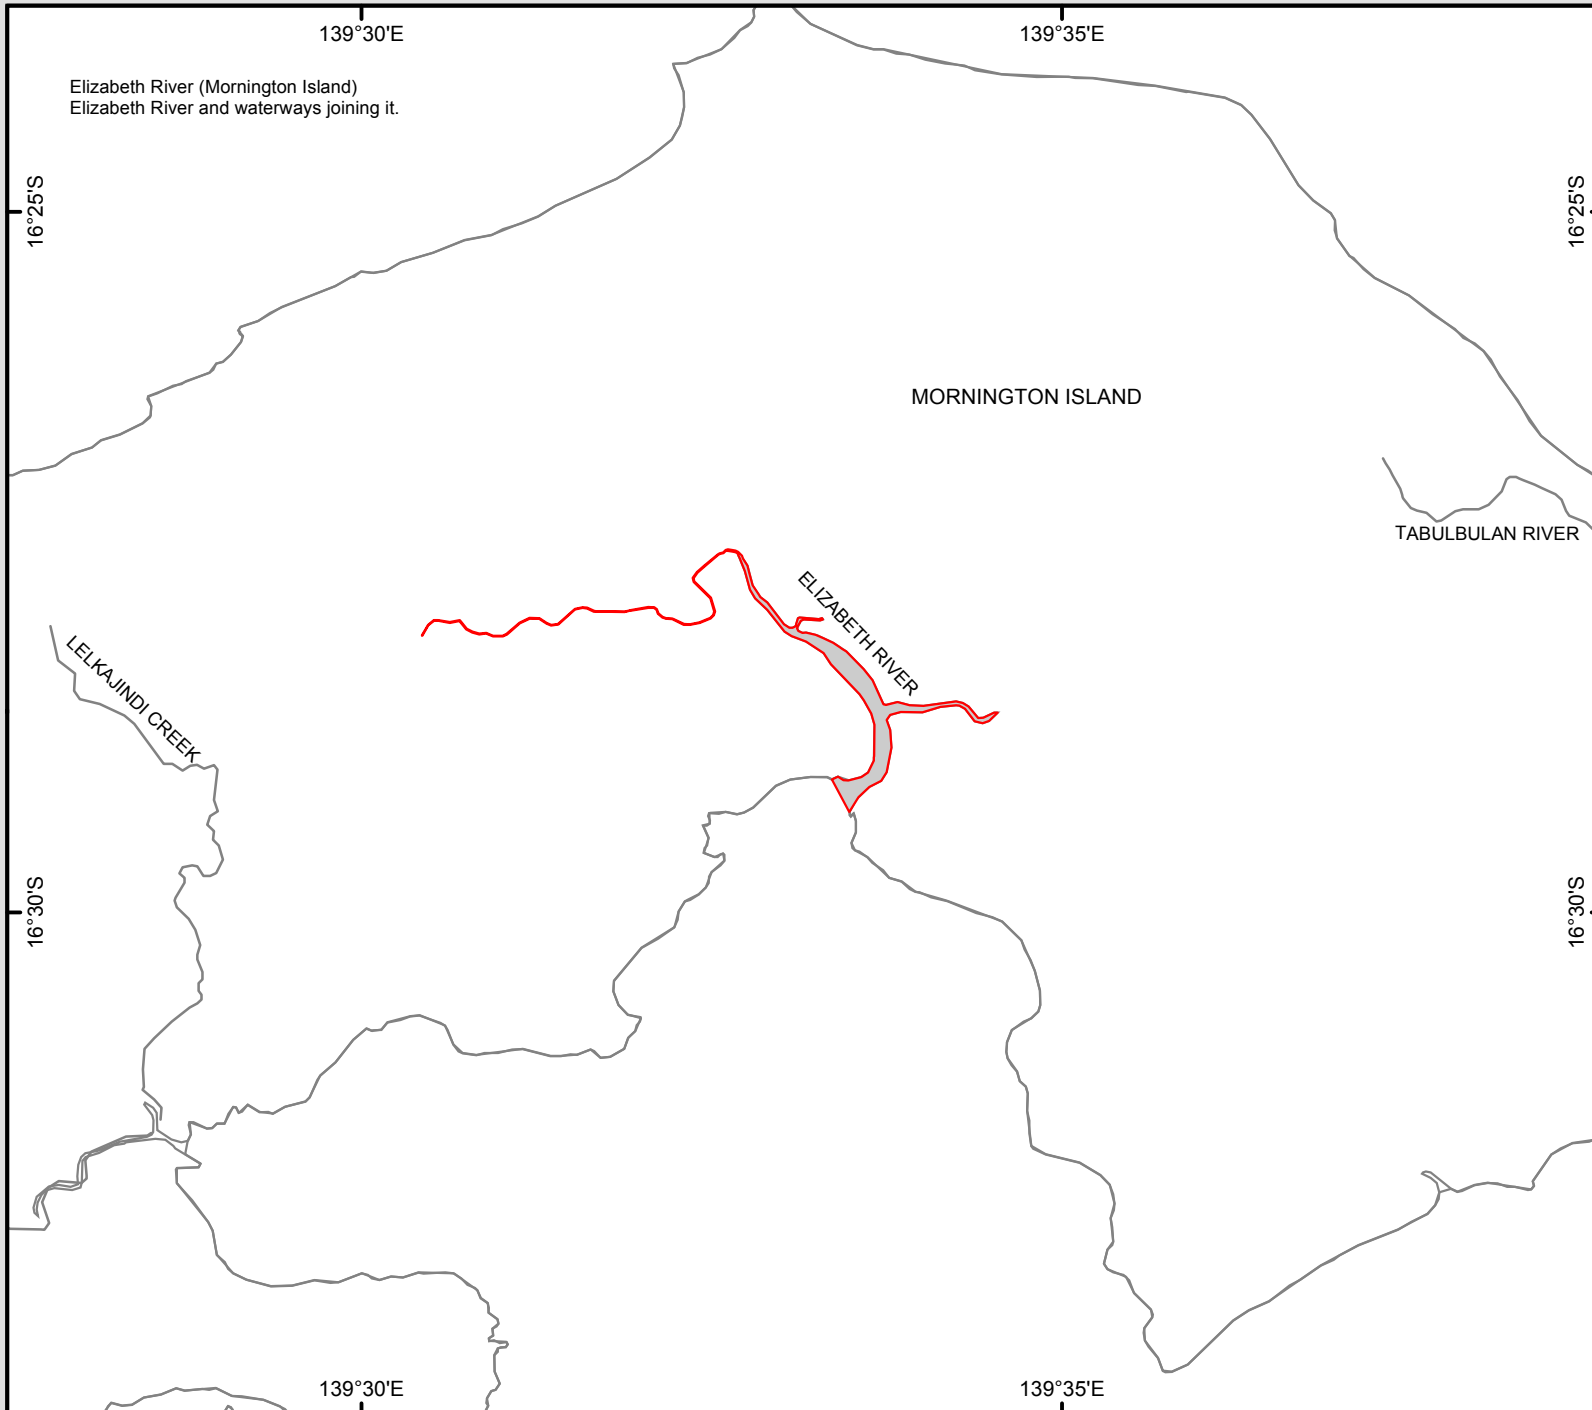 139°30'E
139°35'E
Elizabeth River (Mornington Island)
Elizabeth River and waterways joining it.
16°25'S
16°25'S
MORNINGTON ISLAND
TABULBULAN RIVER
ELIZABETH RIVER
LELKAJINDI CREEK
16°30'S
16°30'S
139°30'E
139°35'E